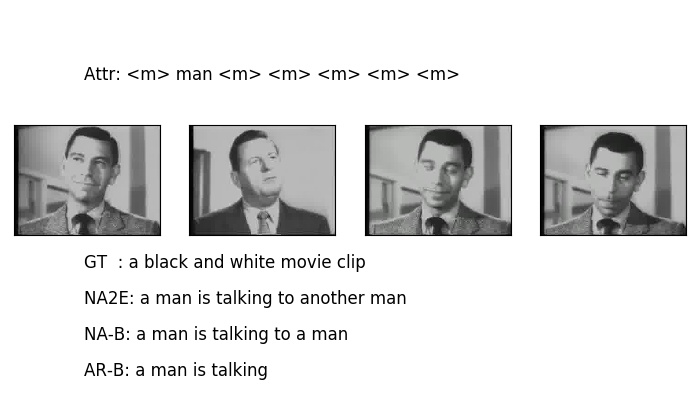 Attr: <m> man <m> <m> <m> <m> <m>
GT  : a black and white movie clip
NA2E: a man is talking to another man
NA-B: a man is talking to a man
AR-B: a man is talking